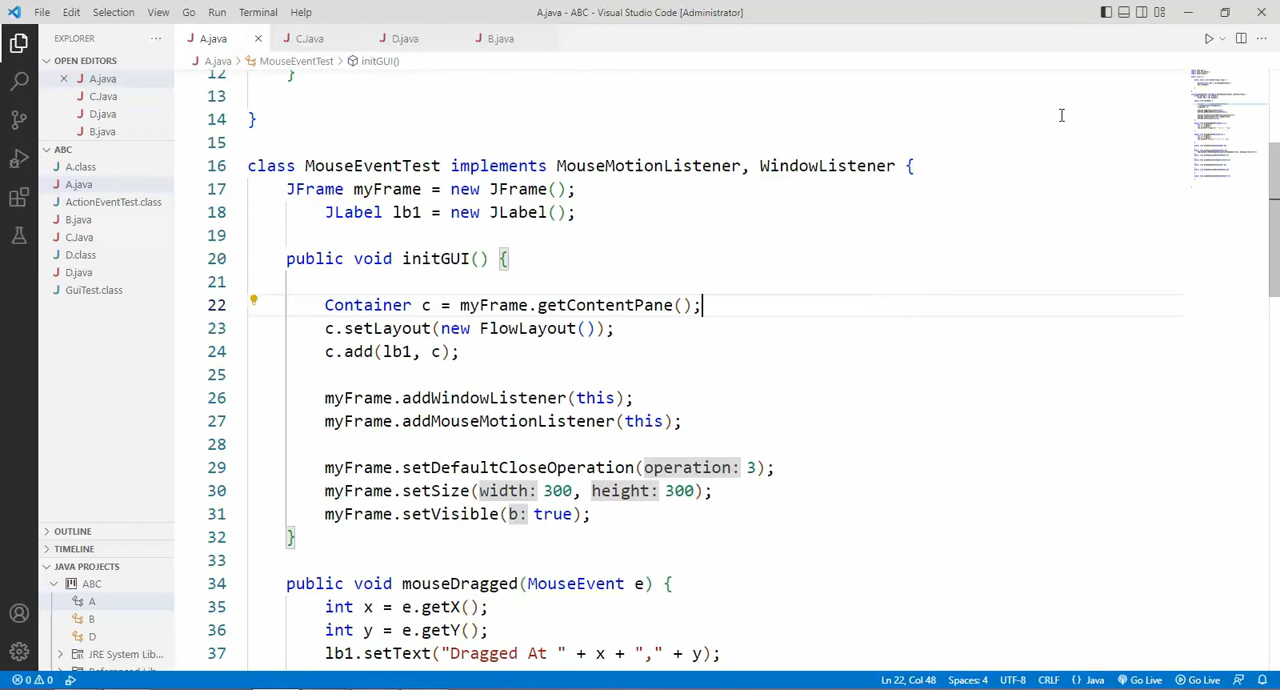 File Edit Selection View Go Run Terminal Help A.java - ABC - Visual Studio Code [Administrator]
EXPLORER ...
OPEN EDITORS
A.java
C.java
D.java
B.java
ABC
A.class
A.java
ActionEventTest.class
B.java
C.java
D.class
D.java
GuiTest.class
OUTLINE
TIMELINE
JAVA PROJECTS
ABC
A
B
D
JRE System Lib...
J A.java J C.Java J D.java J B.java
J A.java > MouseEventTest > initGUI()
12 }
13
14 }
15
16 class MouseEventTest implements MouseMotionListener, WindowListener {
17 JFrame myFrame = new JFrame();
18 JLabel lb1 = new JLabel();
19
20 public void initGUI() {
21
22 Container c = myFrame.getContentPane();
23 c.setLayout(new FlowLayout());
24 c.add(lb1, c);
25
26 myFrame.addWindowListener(this);
27 myFrame.addMouseMotionListener(this);
28
29 myFrame.setDefaultCloseOperation(operation: 3);
30 myFrame.setSize(width: 300, height: 300);
31 myFrame.setVisible(b: true);
32 }
33
34 public void mouseDragged(MouseEvent e) {
35 int x = e.getX();
36 int y = e.getY();
37 lb1.setText("Dragged At " + x + "," + y);
0 0 Ln 22, Col 48 Spaces: 4 UTF-8 CRLF {} Java Go Live Go Live